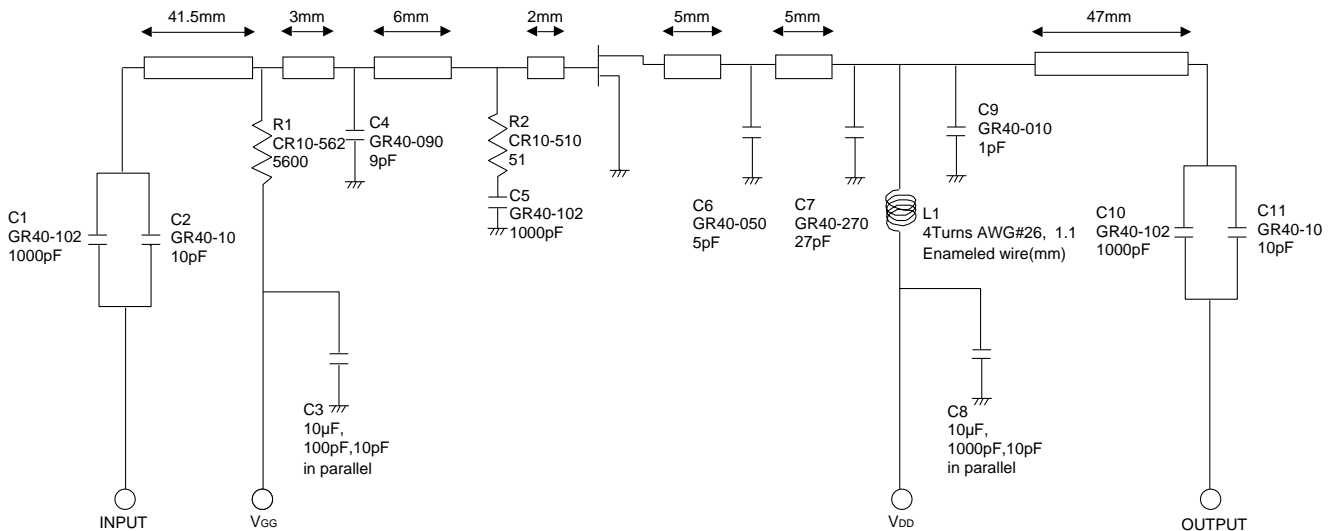 41.5mm
3mm
6mm
2mm
5mm
5mm
47mm
R1
CR10-562
5600
C4
GR40-090
9pF
R2
CR10-510
51
C5
GR40-102
1000pF
C9
GR40-010
1pF
C1
GR40-102
1000pF
C2
GR40-10
10pF
C6
GR40-050
5pF
C7
GR40-270
27pF
L1
4Turns AWG#26, 1.1
Enameled wire(mm)
C10
GR40-102
1000pF
C11
GR40-10
10pF
C3
10µF,
100pF,10pF
in parallel
C8
10µF,
1000pF,10pF
in parallel
INPUT
VGG
VDD
OUTPUT